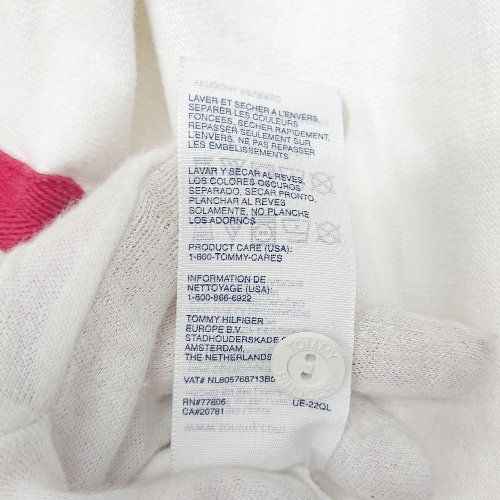 LAVER ET SECHER A L'ENVERS,
SEPARER LES COULEURS
FONCEES, SECHER RAPIDEMENT,
REPASSER SEULEMENT SUR
L'ENVERS, NE PAS REPASSER
LES EMBELISSEMENTS
LAVAR Y SECAR AL REVES,
LOS COLORES OSCUROS
SEPARADO, SECAR PRONTO,
PLANCHAR AL REVES
SOLAMENTE, NO PLANCHE
LOS ADORNOS
PRODUCT CARE (USA):
1-800-TOMMY-CARES
INFORMATION DE
NETTOYAGE (USA):
1-800-866-6922
TOMMY HILFIGER
EUROPE B.V.
STADHOUDERSKADE
AMSTERDAM,
THE NETHERLANDS
VAT# NL805768713B
RN#77806
CA#20761
UE-22QL